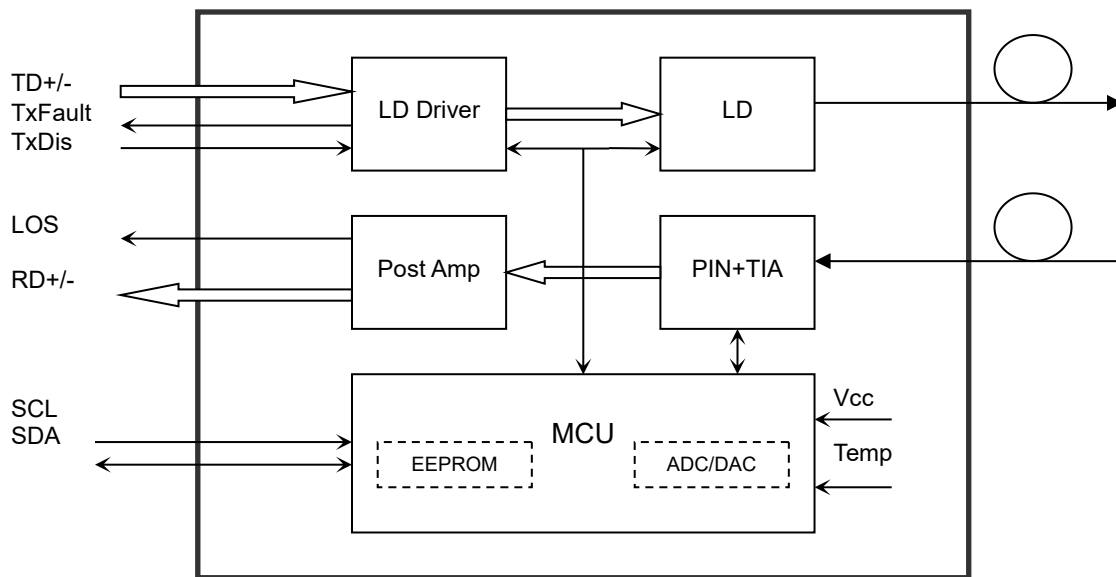 TD+/-
TxFault
TxDis
LD Driver
LD
LOS
RD+/-
Post Amp
PIN+TIA
SCL
SDA
MCU
EEPROM
ADC/DAC
Vcc
Temp